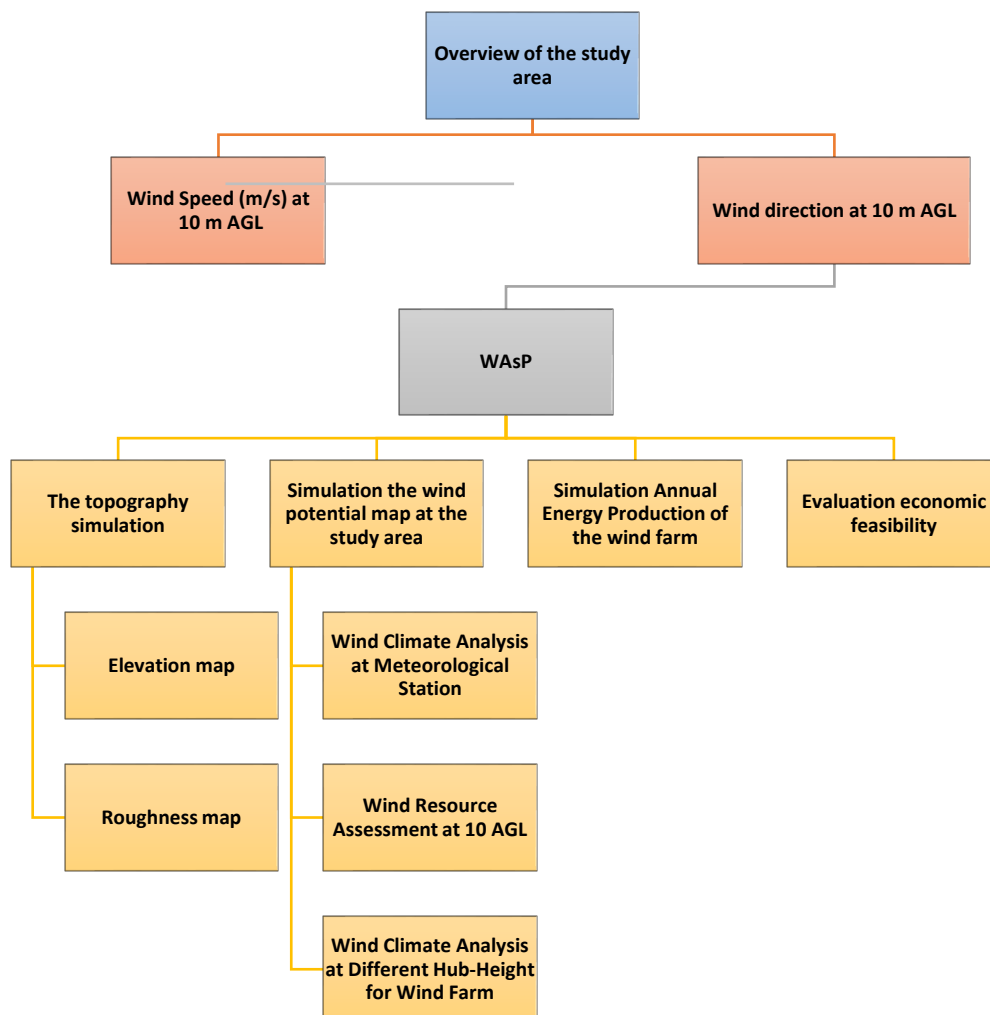 Overview of the study
area
Wind Speed (m/s) at
10 m AGL
Wind direction at 10 m AGL
WAsP
The topography
simulation
Simulation the wind
potential map at the
study area
Simulation Annual
Energy Production of
the wind farm
Evaluation economic
feasibility
Elevation map
Wind Climate Analysis
at Meteorological
Station
Roughness map
Wind Resource
Assessment at 10 AGL
Wind Climate Analysis
at Different Hub-Height
for Wind Farm